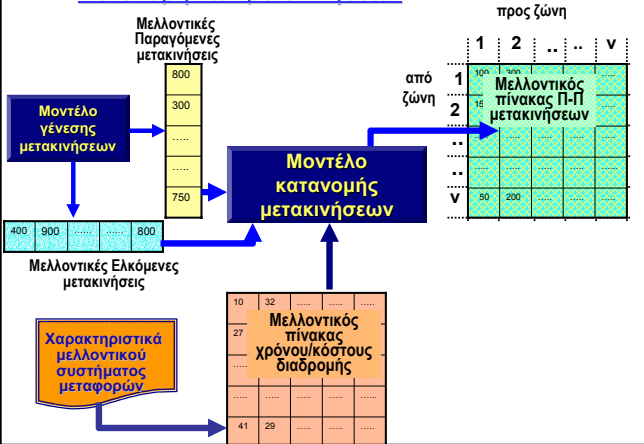 προς ζώνη
Μελλοντικές
Παραγόμενες
μετακινήσεις
1 2 .. .. ν
από
ζώνη
1
2
..
..
ν
100 300 .....
15
..... ..... ..... ..... .....
..... ..... ..... ..... .....
50 200 ..... ..... .....
Μελλοντικός
πίνακας Π-Π
μετακινήσεων
800
300
.....
.....
750
Μοντέλο
γένεσης
μετακινήσεων
Μοντέλο
κατανομής
μετακινήσεων
400 900 ...... ..... 800
Μελλοντικές Ελκόμενες
μετακινήσεις
10 32 ..... ..... .....
27
.....
..... ..... ..... ..... .....
41 29 ..... ..... .....
Μελλοντικός
πίνακας
χρόνου/κόστους
διαδρομής
Χαρακτηριστικά
μελλοντικού
συστήματος
μεταφορών